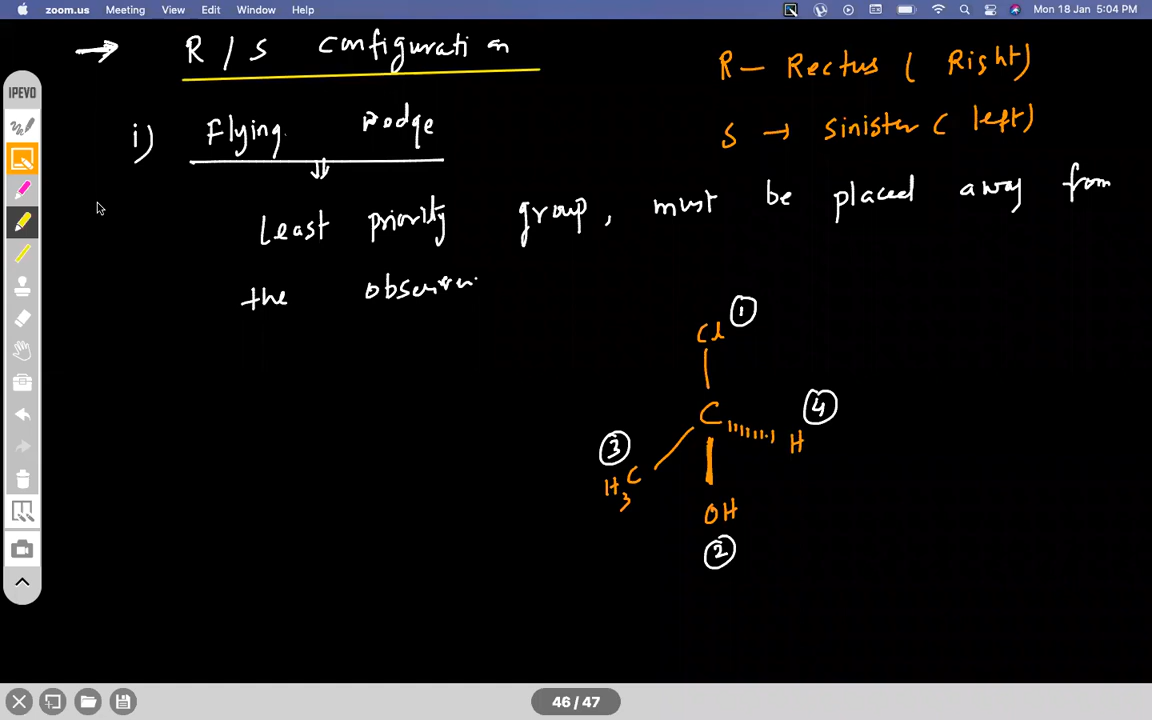 zoom.us Meeting View Edit Window Help Mon 18 Jan 5:04 PM
IPEVO
→ R / S Configuration
R — Rectus ( Right)
S → sinister ( left)
i) Flying wedge
⇓
Least priority group, must be placed away from
the observer
Cl ①
C
④
H
③
H3C
OH
②
46 / 47